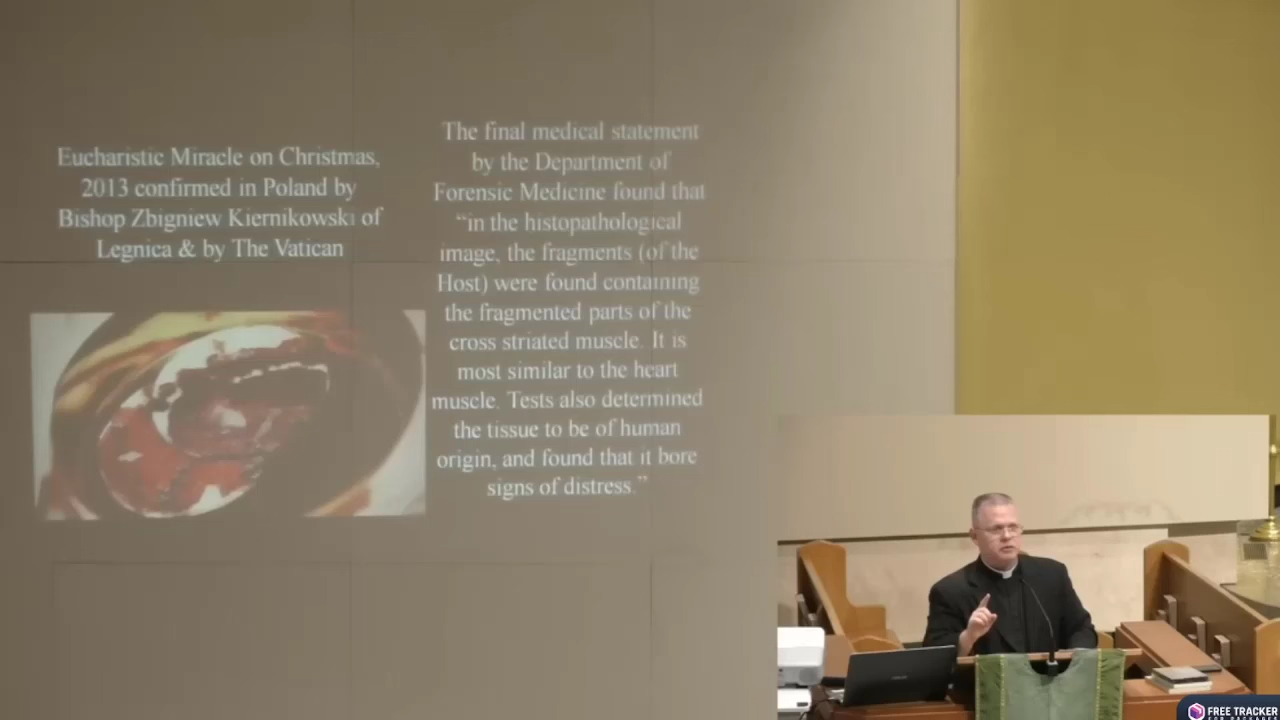 Eucharistic Miracle on Christmas,
2013 confirmed in Poland by
Bishop Zbigniew Kiernikowski of
Legnica & by The Vatican
The final medical statement
by the Department of
Forensic Medicine found that
“in the histopathological
image, the fragments (of the
Host) were found containing
the fragmented parts of the
cross striated muscle. It is
most similar to the heart
muscle. Tests also determined
the tissue to be of human
origin, and found that it bore
signs of distress.”
FREE TRACKER